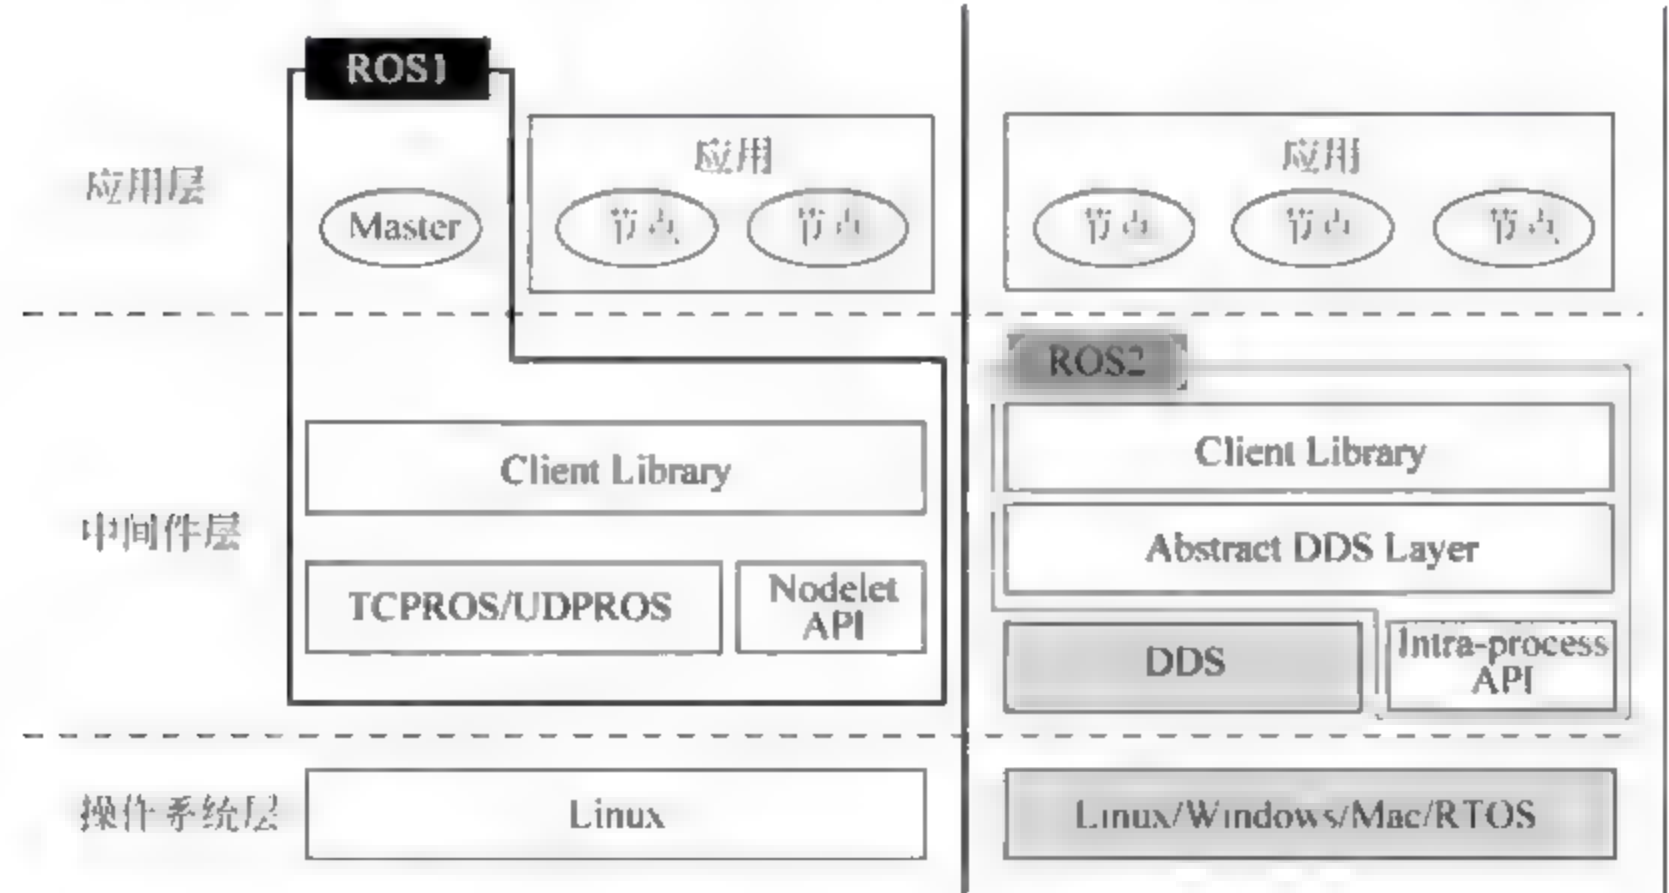 ROS1
应用层
Master
应用
节点 节点
应用
节点 节点 节点
中间件层
Client Library
TCPROS/UDPROS
Nodelet
API
ROS2
Client Library
Abstract DDS Layer
DDS
Intra-process
API
操作系统层
Linux
Linux/Windows/Mac/RTOS